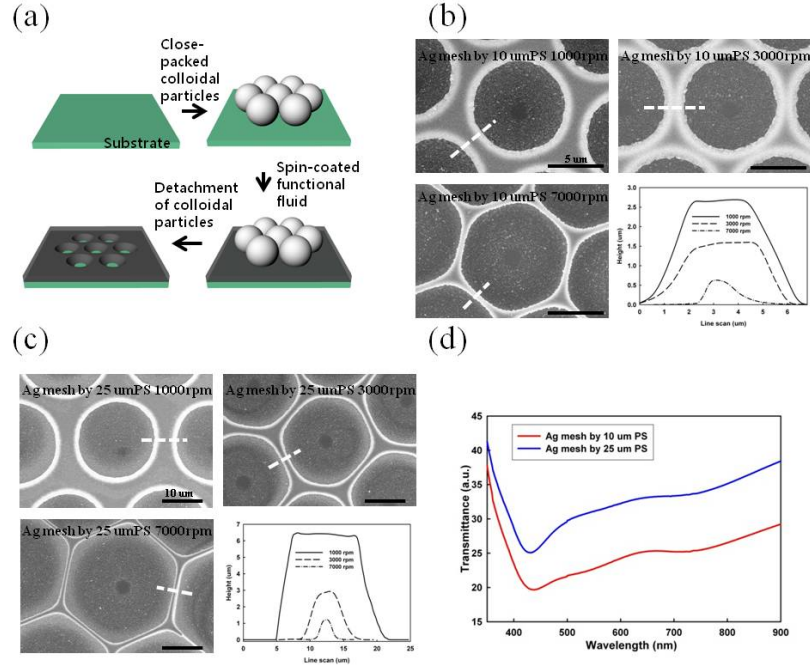 (a)
Close-
packed
colloidal
particles
Substrate
Spin-coated
functional
fluid
Detachment
of colloidal
particles
(b)
Ag mesh by 10 umPS 1000rpm
5 um
Ag mesh by 10 umPS 3000rpm
Ag mesh by 10 umPS 7000rpm
3.0
2.5
2.0
1.5
1.0
0.5
0.0
Height (um)
1000 rpm
3000 rpm
7000 rpm
0 1 2 3 4 5 6
Line scan (um)
(c)
Ag mesh by 25 umPS 1000rpm
10 um
Ag mesh by 25 umPS 3000rpm
Ag mesh by 25 umPS 7000rpm
7
6
5
4
3
2
1
0
Height (um)
1000 rpm
3000 rpm
7000 rpm
0 5 10 15 20 25
Line scan (um)
(d)
45
40
35
30
25
20
15
Transmittance (a.u.)
Ag mesh by 10 um PS
Ag mesh by 25 um PS
400 500 600 700 800 900
Wavelength (nm)